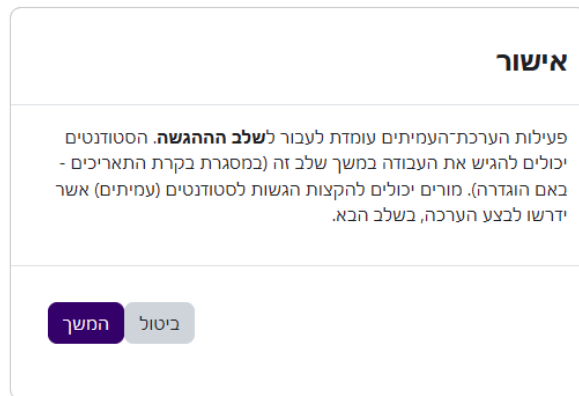 אישור
פעילות הערכת־העמיתים עומדת לעבור לשלב הההגשה. הסטודנטים
יכולים להגיש את העבודה במשך שלב זה (במסגרת בקרת התאריכים -
באם הוגדרה). מורים יכולים להקצות הגשות לסטודנטים (עמיתים) אשר
ידרשו לבצע הערכה, בשלב הבא.
ביטול
המשך